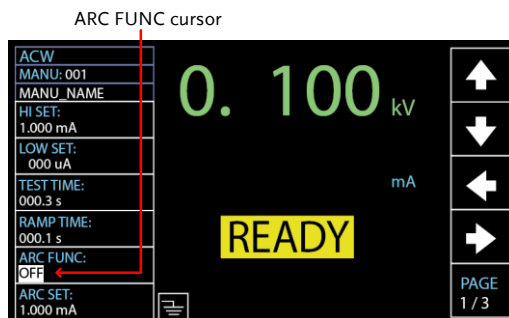 ARC FUNC cursor
ACW
MANU: 001
MANU_NAME
HI SET:
1.000 mA
LOW SET:
000 uA
TEST TIME:
000.3 s
RAMP TIME:
000.1 s
ARC FUNC:
OFF
ARC SET:
1.000 mA
0. 100 kV
mA
READY
PAGE
1 / 3